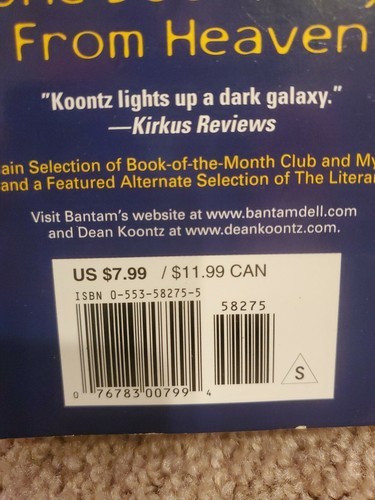 From Heaven
"Koontz lights up a dark galaxy."
—Kirkus Reviews
ain Selection of Book-of-the-Month Club and My
and a Featured Alternate Selection of The Litera
Visit Bantam's website at www.bantamdell.com
and Dean Koontz at www.deankoontz.com.
US $7.99 / $11.99 CAN
ISBN 0-553-58275-5
58275
S
0 76783 00799 4